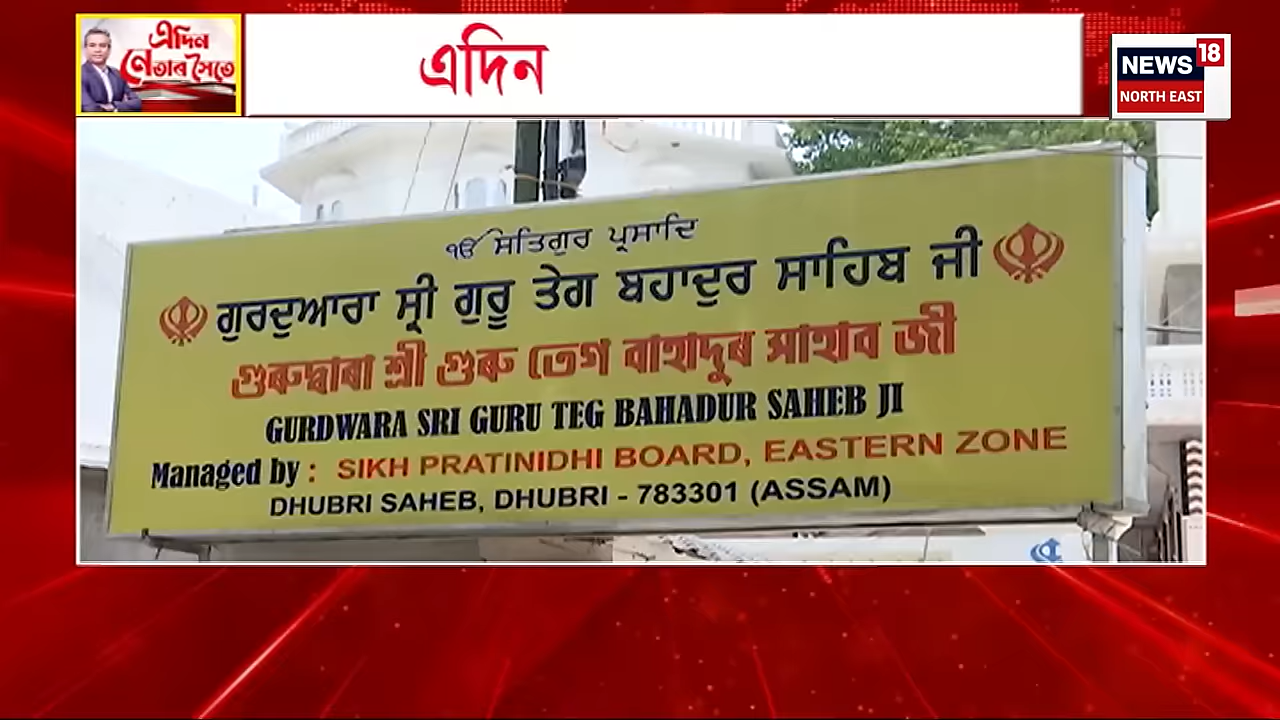 এদিন
নেতাৰ সৈতে
এদিন
NEWS 18
NORTH EAST
ੴ ਸਤਿਗੁਰ ਪ੍ਰਸਾਦਿ
ਗੁਰਦੁਆਰਾ ਸ੍ਰੀ ਗੁਰੂ ਤੇਗ ਬਹਾਦੁਰ ਸਾਹਿਬ ਜੀ
গুৰুদ্বাৰা শ্ৰী গুৰু তেগ বাহাদুৰ সাহাব জী
GURDWARA SRI GURU TEG BAHADUR SAHEB JI
Managed by : SIKH PRATINIDHI BOARD, EASTERN ZONE
DHUBRI SAHEB, DHUBRI - 783301 (ASSAM)